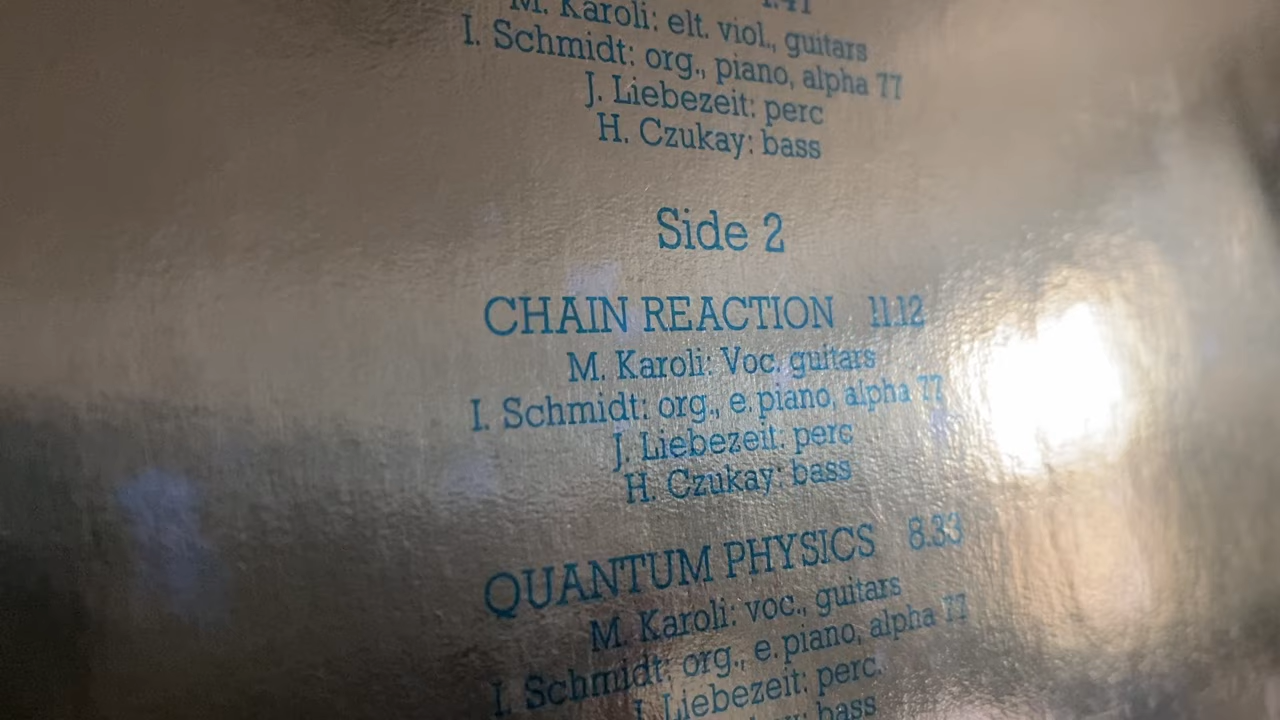 1.41
M. Karoli: elt. viol., guitars
I. Schmidt: org., piano, alpha 77
J. Liebezeit: perc
H. Czukay: bass
Side 2
CHAIN REACTION 11.12
M. Karoli: Voc. guitars
I. Schmidt: org., e. piano, alpha 77
J. Liebezeit: perc
H. Czukay: bass
QUANTUM PHYSICS 8.33
M. Karoli: voc., guitars
I. Schmidt: org., e. piano, alpha 77
Liebezeit: perc.
bass